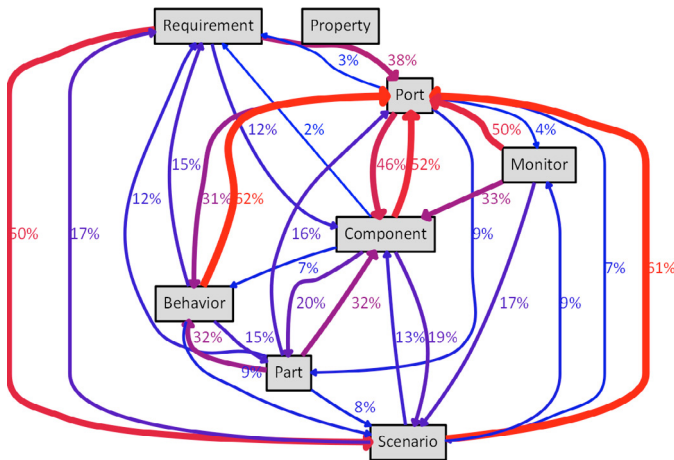 Requirement Property
3% 38%
Port
12% 2% 50% 4%
15% 46% 52% Monitor
12% 31% 62% 33%
16% Component 9%
50% 17% 7% 7% 61%
Behavior 20% 32% 17% 9%
32% 15% 13% 19%
9% Part
8%
Scenario